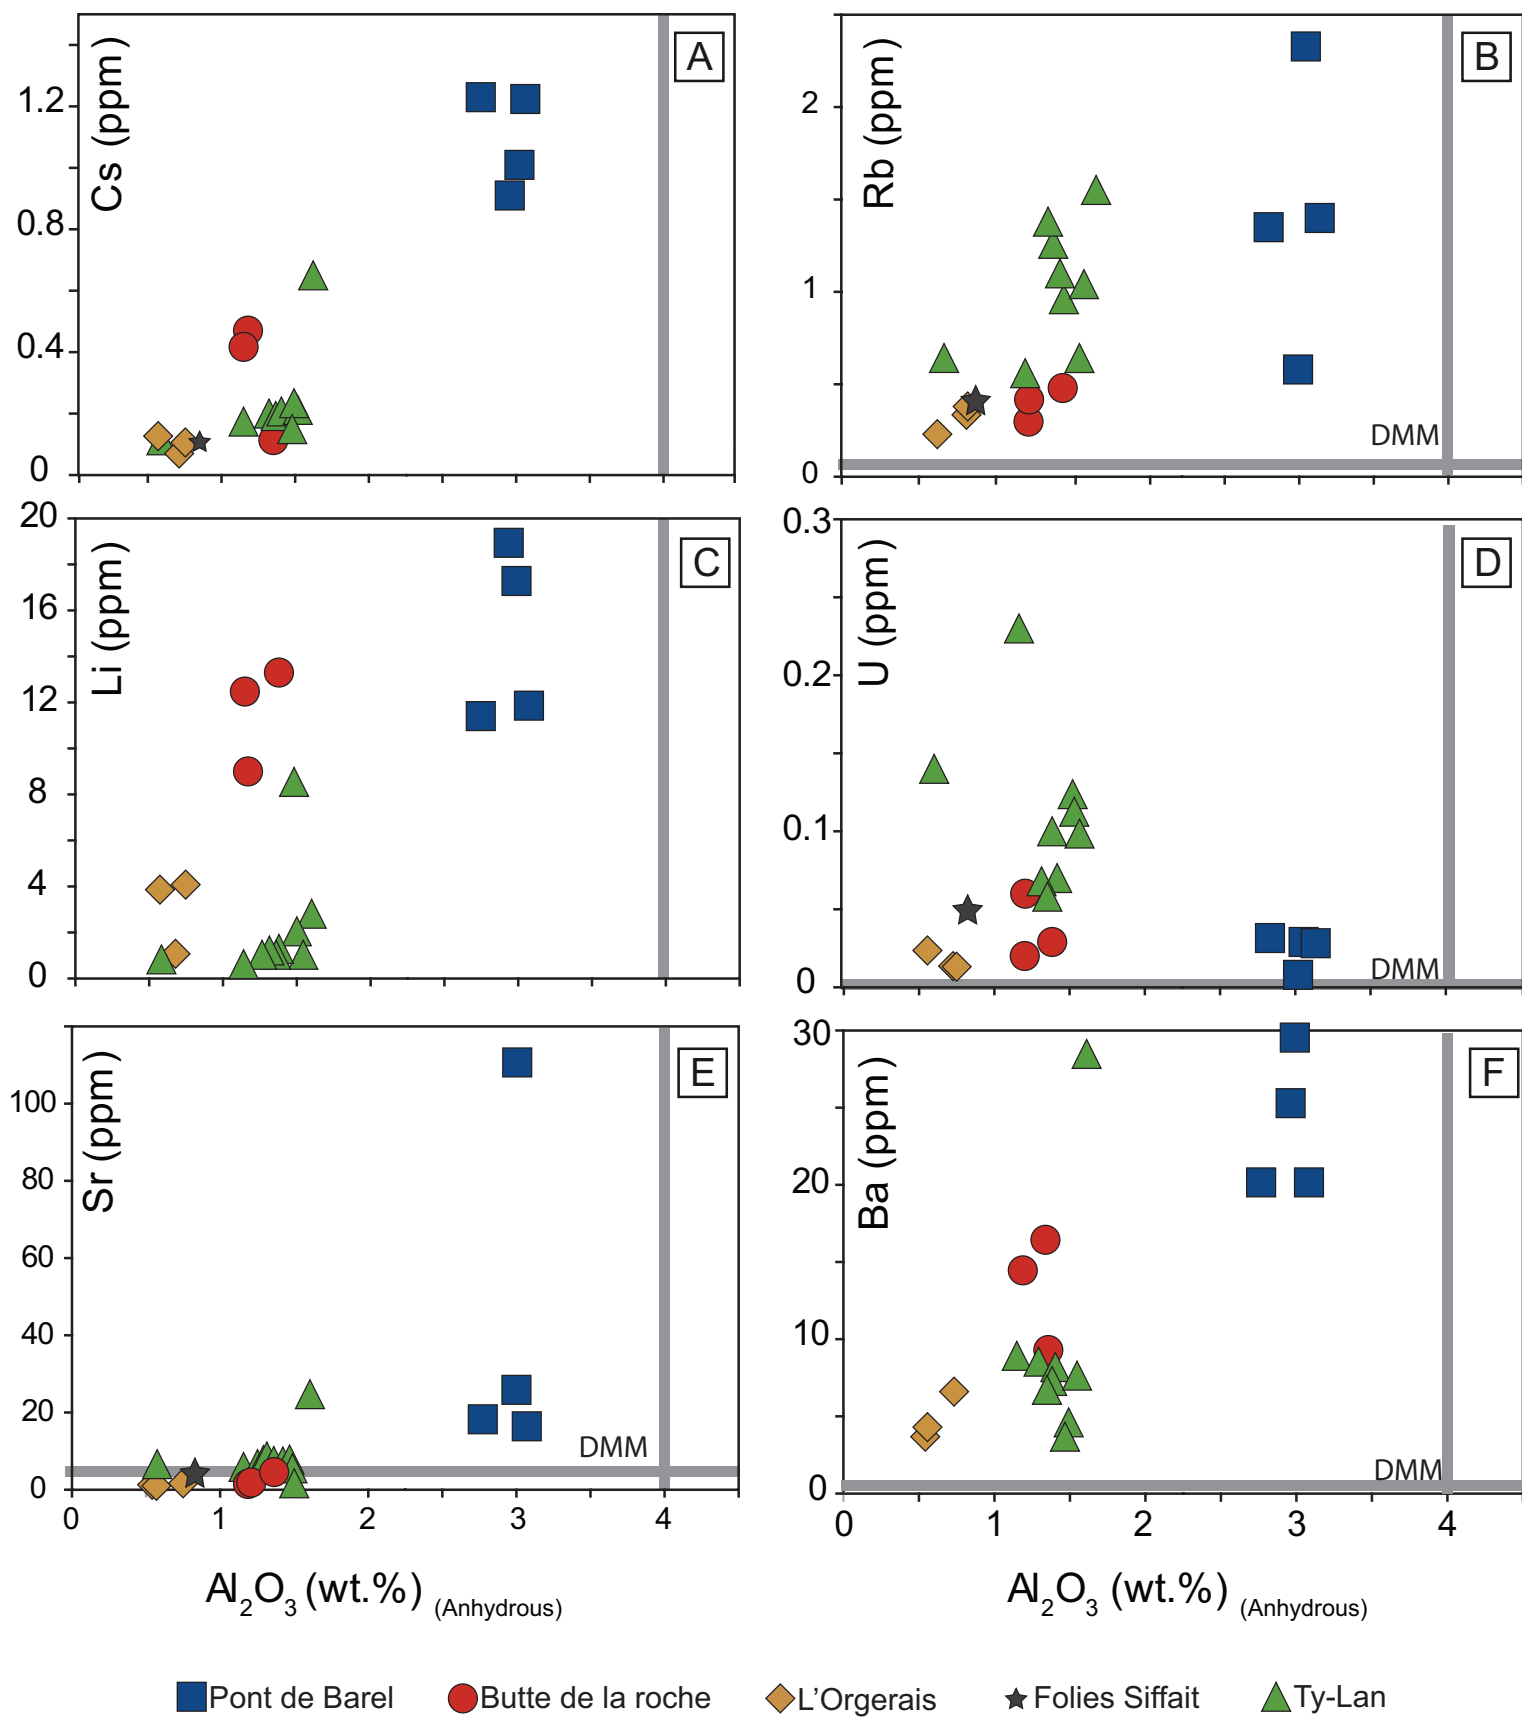 A
Cs (ppm)
1.2
0.8
0.4
0
B
Rb (ppm)
2
1
0
DMM
C
Li (ppm)
20
16
12
8
4
0
D
U (ppm)
0.3
0.2
0.1
0
DMM
E
Sr (ppm)
100
80
60
40
20
0
DMM
0 1 2 3 4
Al2O3 (wt.%) (Anhydrous)
F
Ba (ppm)
30
20
10
0
DMM
0 1 2 3 4
Al2O3 (wt.%) (Anhydrous)
Pont de Barel Butte de la roche L'Orgerais Folies Siffait Ty-Lan